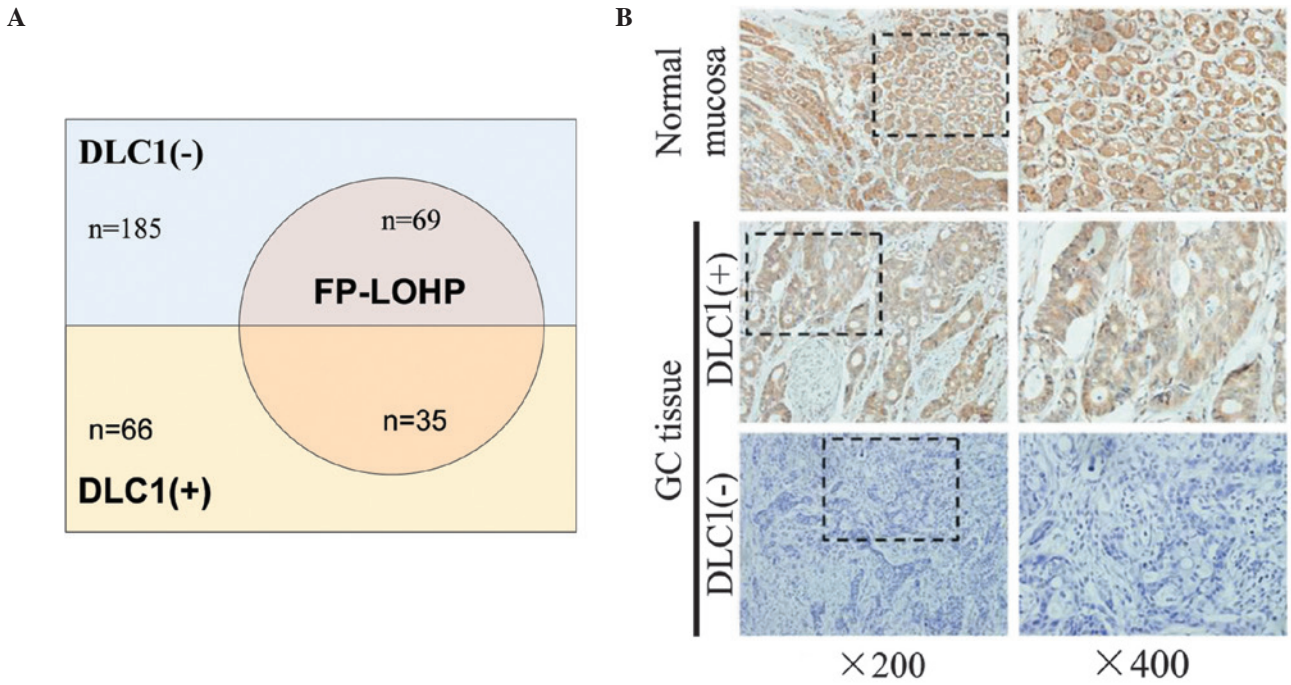 A
DLC1(-)
n=185
n=69
FP-LOHP
n=66
n=35
DLC1(+)
B
Normal
mucosa
GC tissue
DLC1(+)
DLC1(-)
×200
×400